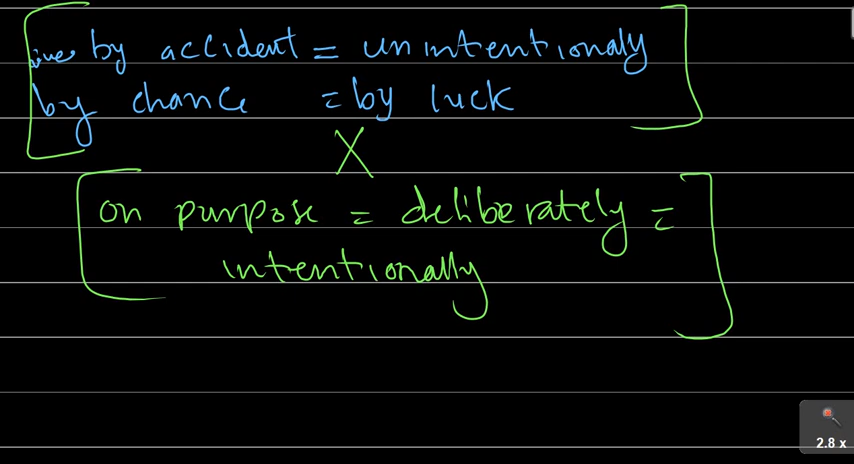 by accident = unintentionaly
by chance = by luck
X
on purpose = deliberately =
intentionally
2.8 x